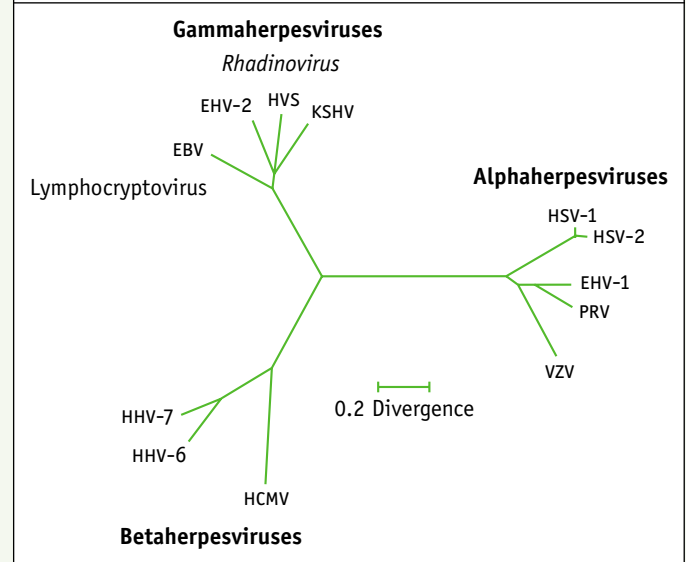 Gammaherpesviruses
Rhadinovirus
EHV-2
HVS
KSHV
EBV
Lymphocryptovirus
Alphaherpesviruses
HSV-1
HSV-2
EHV-1
PRV
VZV
0.2 Divergence
HHV-7
HHV-6
HCMV
Betaherpesviruses